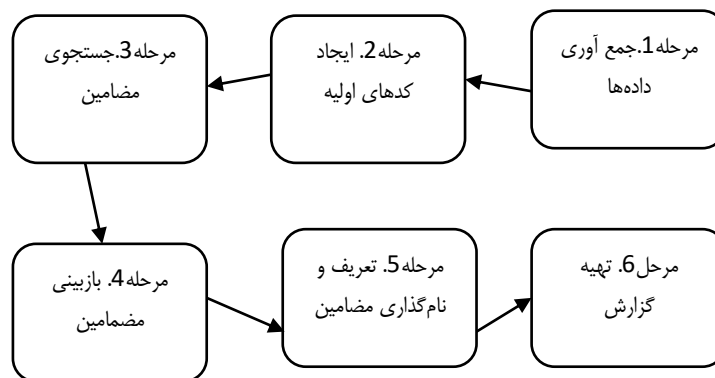 مرحله1.جمع آوری
داده‌ها
مرحله2. ایجاد
کدهای اولیه
مرحله3.جستجوی
مضامین
مرحله4. بازبینی
مضمامین
مرحله5. تعریف و
نام‌گذاری مضامین
مرحل6. تهیه
گزارش